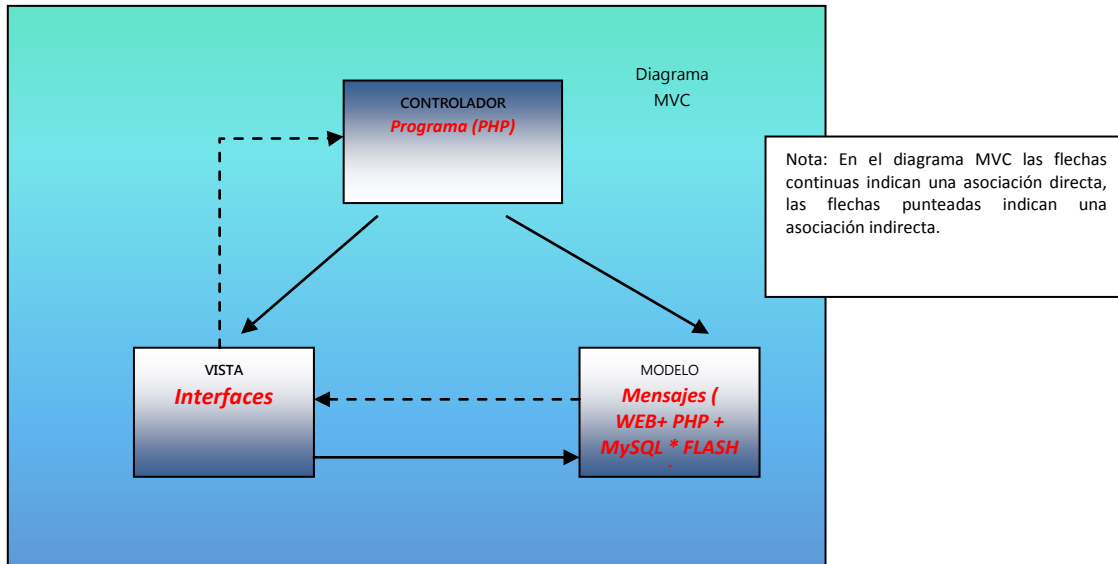 Diagrama
MVC
CONTROLADOR
Programa (PHP)
Nota: En el diagrama MVC las flechas
continuas indican una asociación directa,
las flechas punteadas indican una
asociación indirecta.
VISTA
Interfaces
MODELO
Mensajes (
WEB+ PHP +
MySQL * FLASH